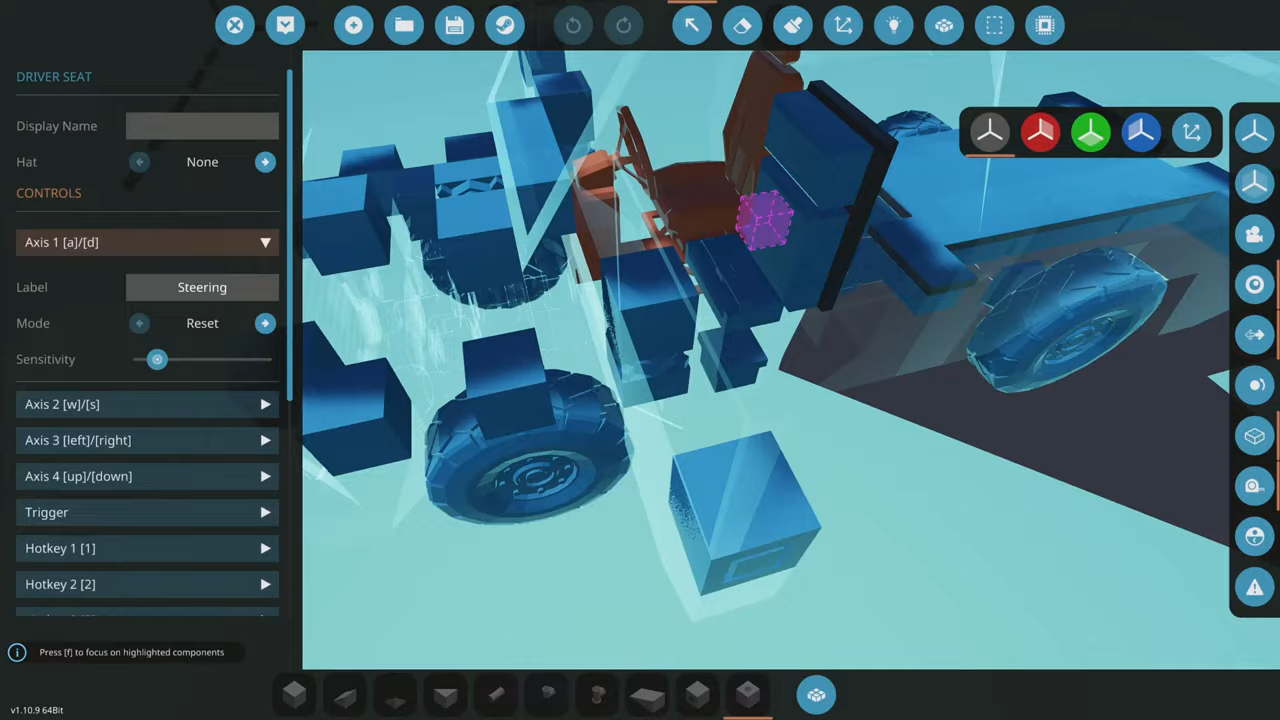 DRIVER SEAT
Display Name
Hat
None
CONTROLS
Axis 1 [a]/[d]
Label
Steering
Mode
Reset
Sensitivity
Axis 2 [w]/[s]
Axis 3 [left]/[right]
Axis 4 [up]/[down]
Trigger
Hotkey 1 [1]
Hotkey 2 [2]
Press [f] to focus on highlighted components
v1.10.9 64Bit